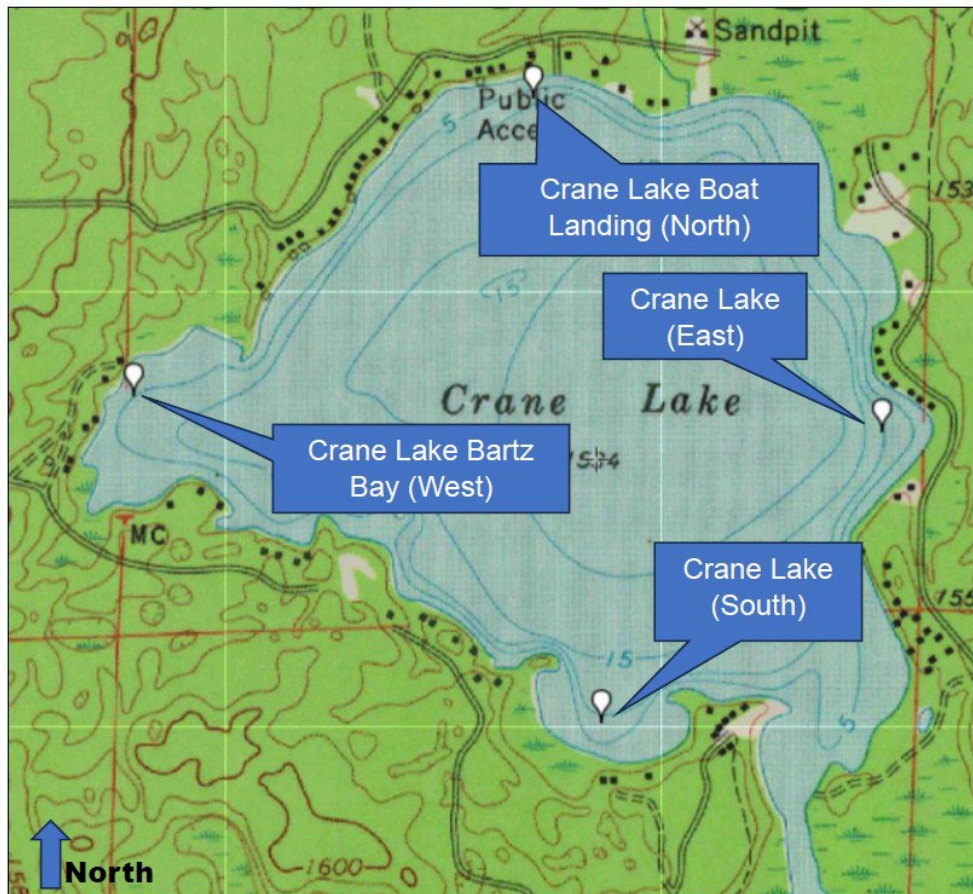 Sandpit
Public
5
Crane Lake Boat
Landing (North)
153
15
Crane Lake
(East)
Crane Lake
Crane Lake Bartz
Bay (West)
MC
Crane Lake
(South)
155
15
5
1600
North